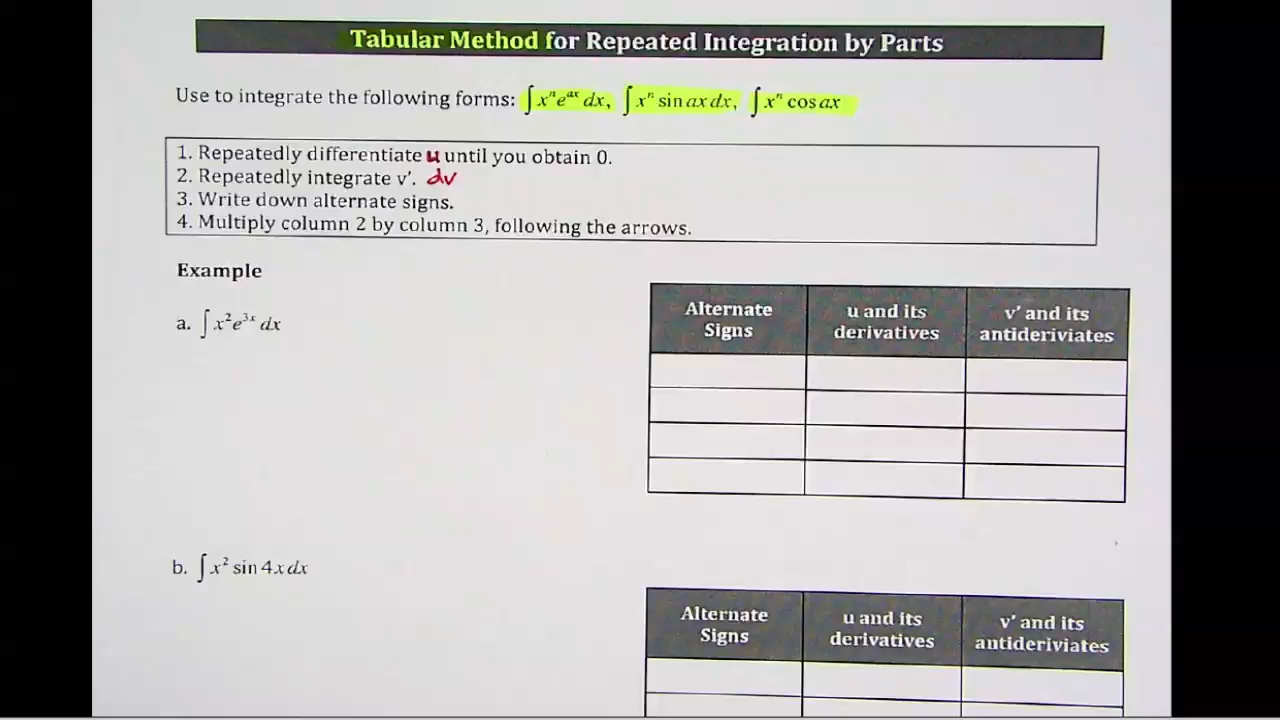 Tabular Method for Repeated Integration by Parts
Use to integrate the following forms: ∫xⁿeᵃˣ dx, ∫xⁿ sin ax dx, ∫xⁿ cos ax
1. Repeatedly differentiate u until you obtain 0.
2. Repeatedly integrate v'. dv
3. Write down alternate signs.
4. Multiply column 2 by column 3, following the arrows.
Example
a. ∫x²e³ˣ dx
Alternate Signs | u and its derivatives | v' and its antideriviates
b. ∫x² sin 4x dx
Alternate Signs | u and its derivatives | v' and its antideriviates